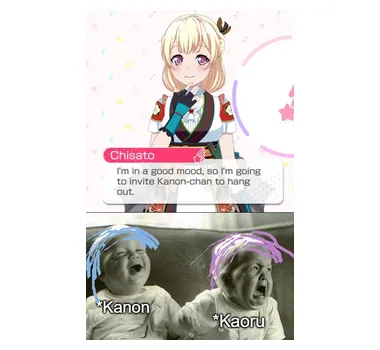 Chisato
I'm in a good mood, so I'm going
to invite Kanon-chan to hang
out.
*Kanon
*Kaoru